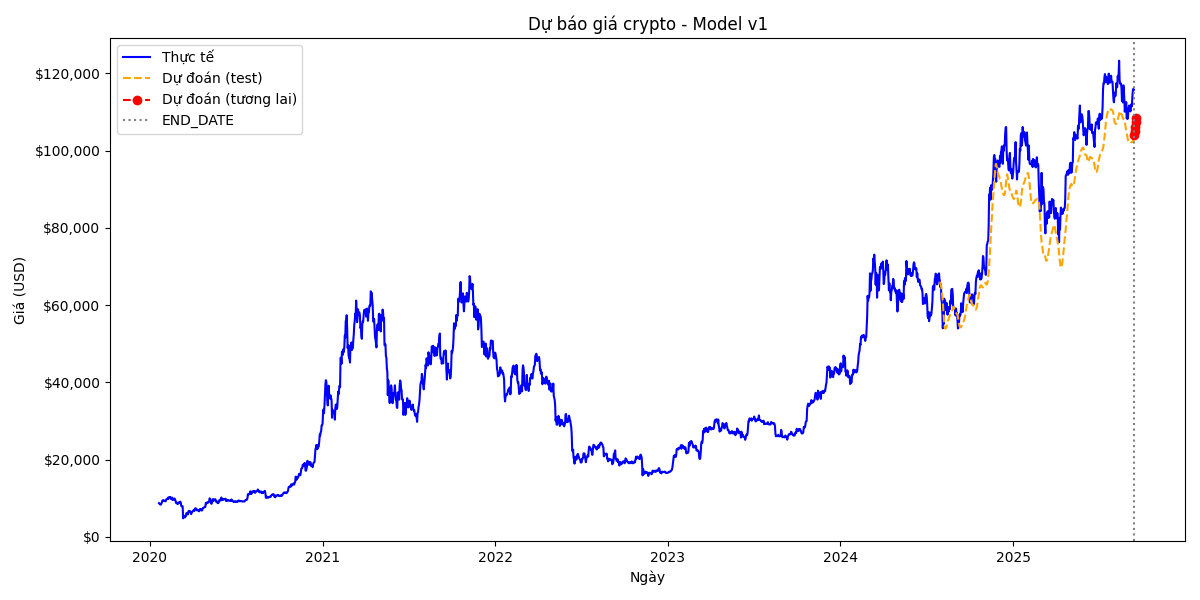 Dự báo giá crypto - Model v1
Thực tế
Dự đoán (test)
Dự đoán (tương lai)
END_DATE
$120,000
$100,000
$80,000
$60,000
$40,000
$20,000
$0
Giá (USD)
2020 2021 2022 2023 2024 2025
Ngày